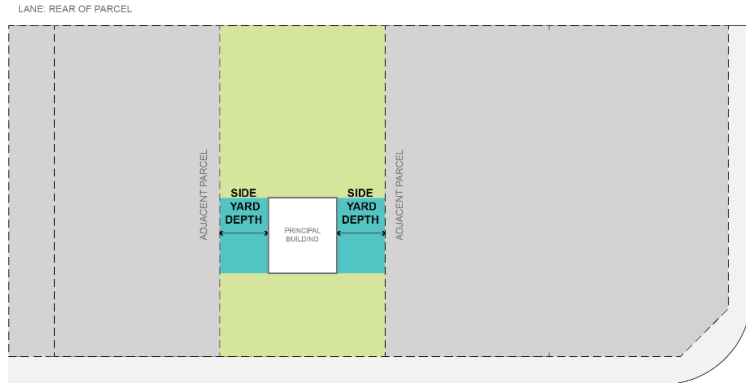 LANE: REAR OF PARCEL
ADJACENT PARCEL
SIDE
YARD
DEPTH
PRINCIPAL
BUILDING
SIDE
YARD
DEPTH
ADJACENT PARCEL